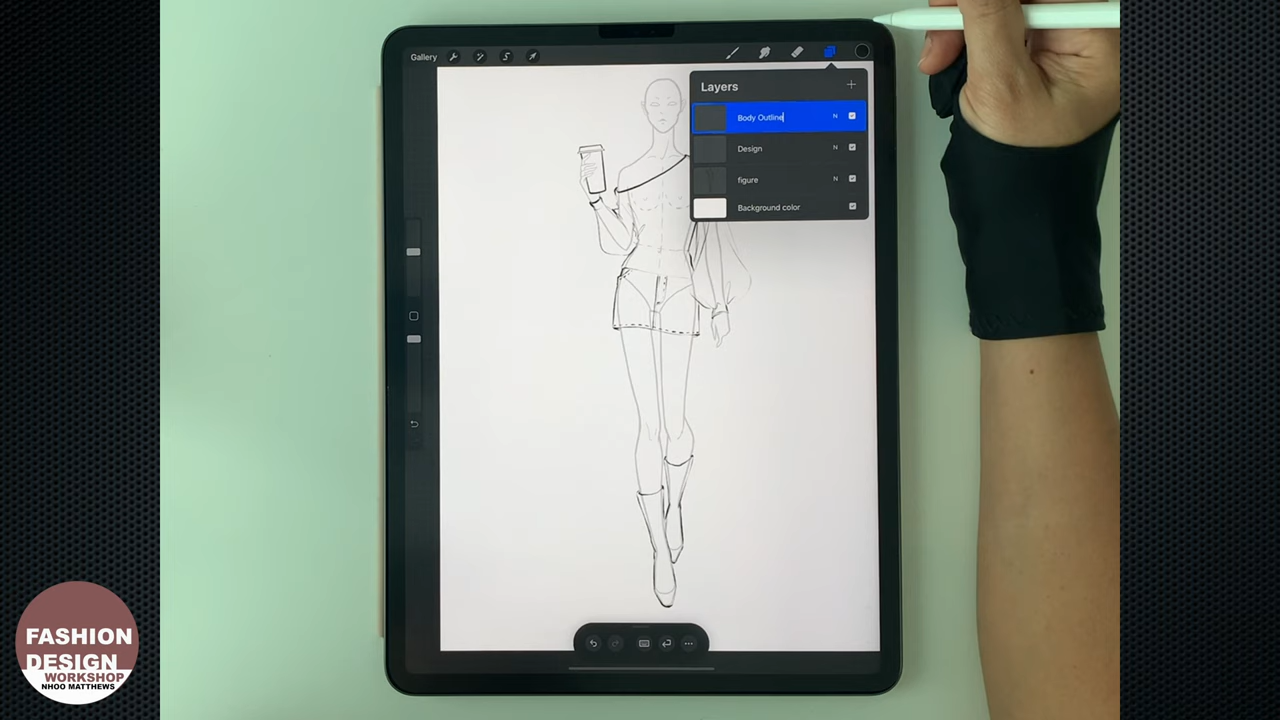 Gallery
Layers
Body Outline
N
Design
N
figure
N
Background color
FASHION
DESIGN
WORKSHOP
NHOO MATTHEWS